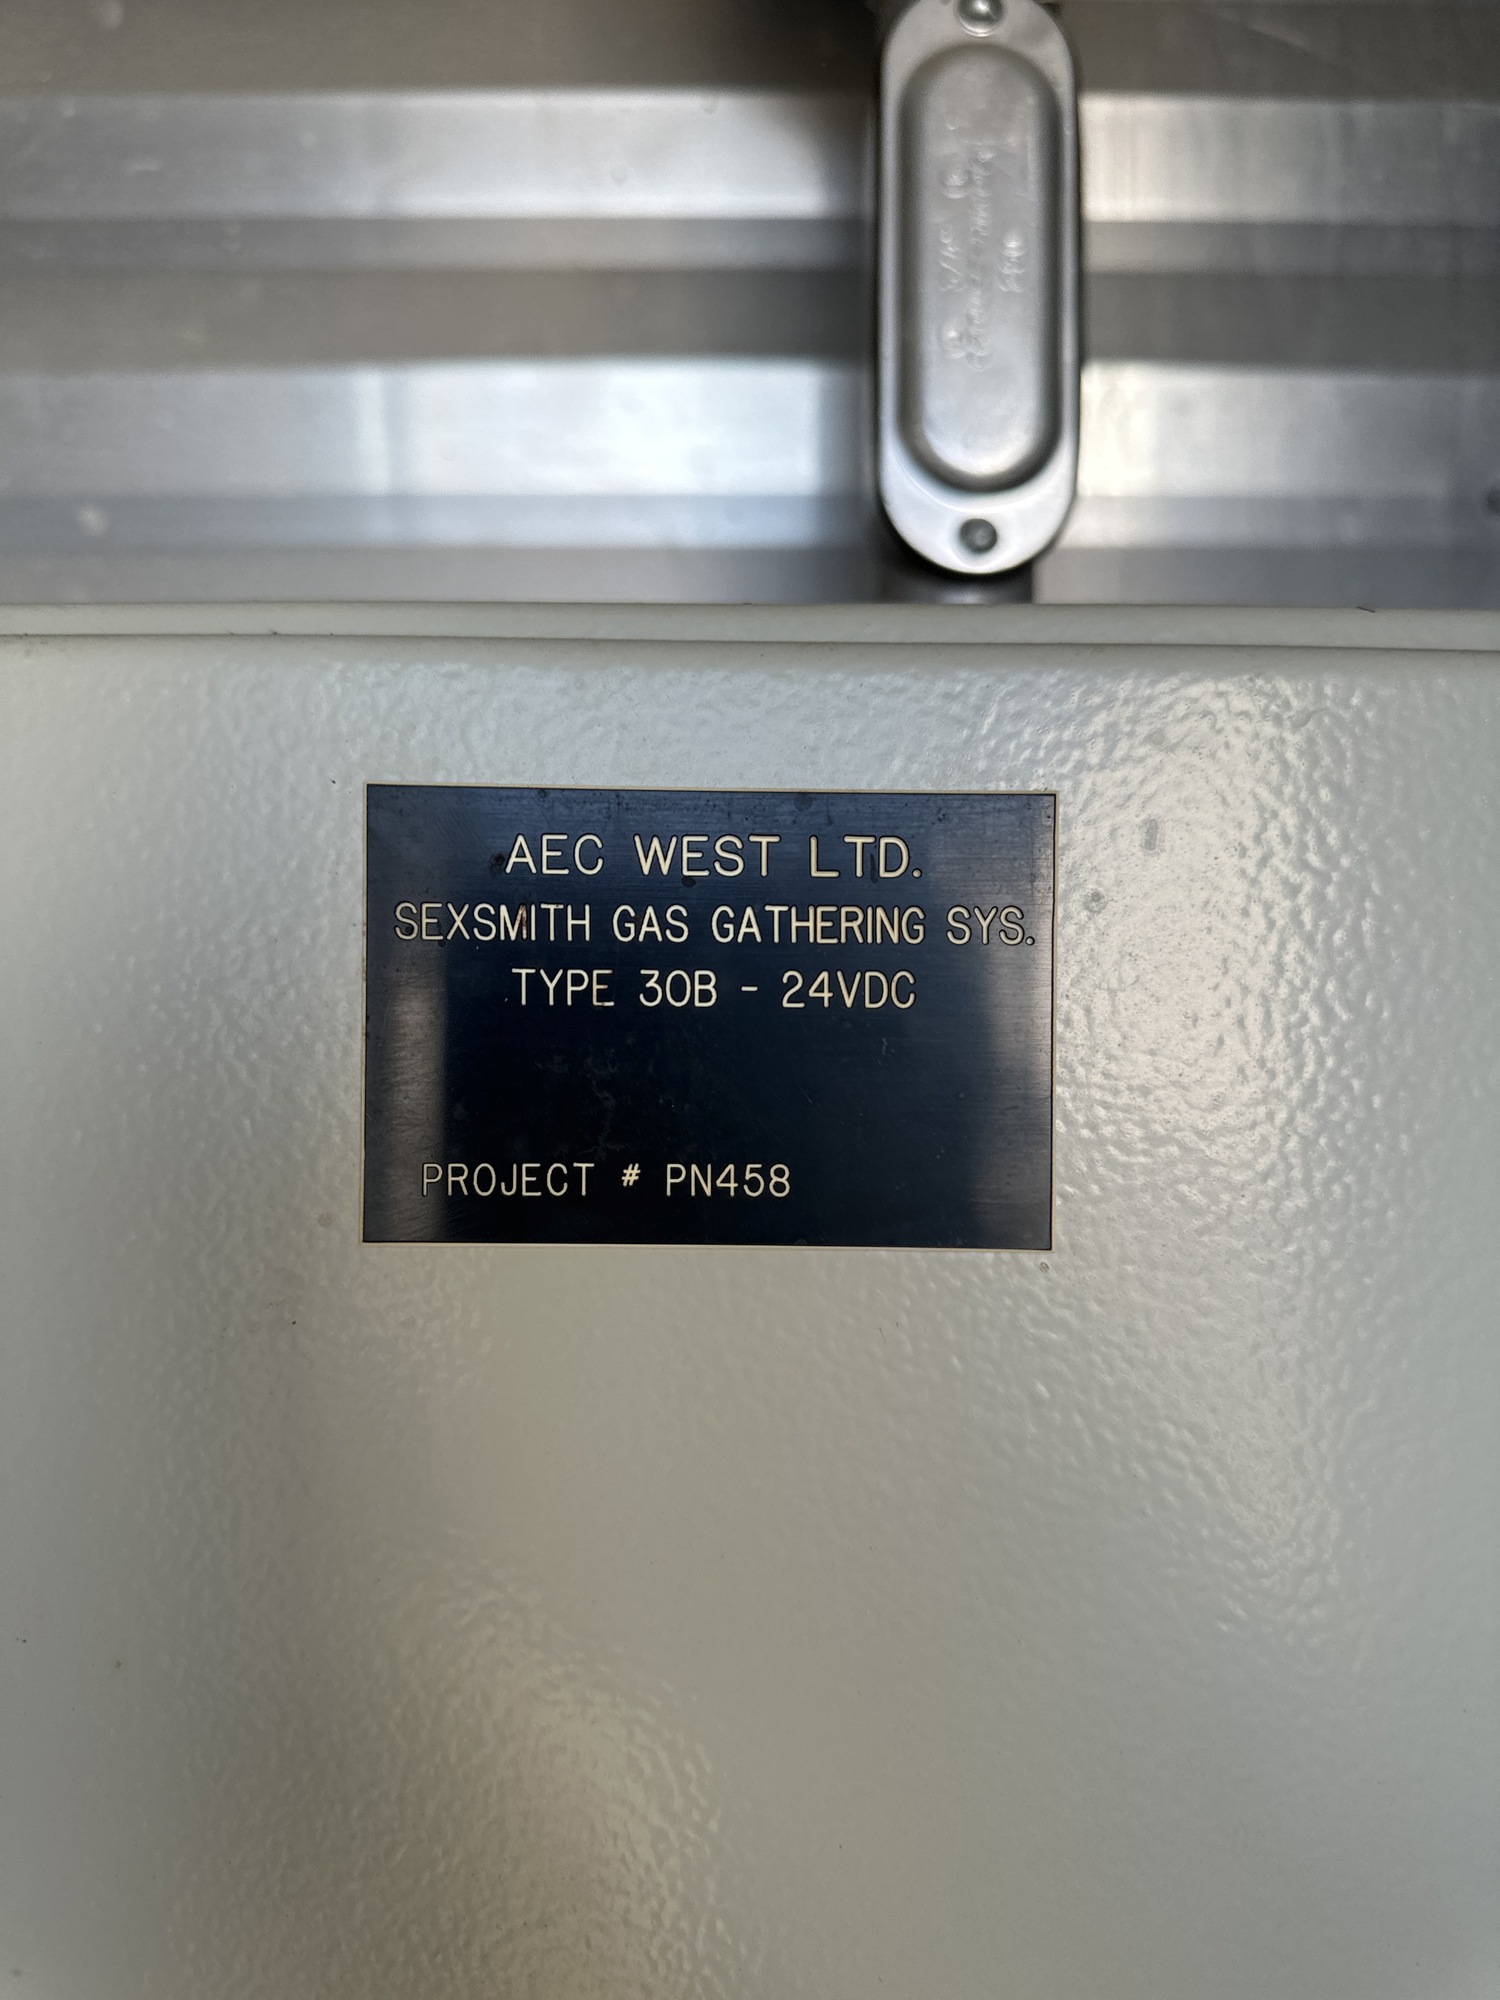 AEC WEST LTD.
SEXSMITH GAS GATHERING SYS.
TYPE 30B - 24VDC
PROJECT # PN458